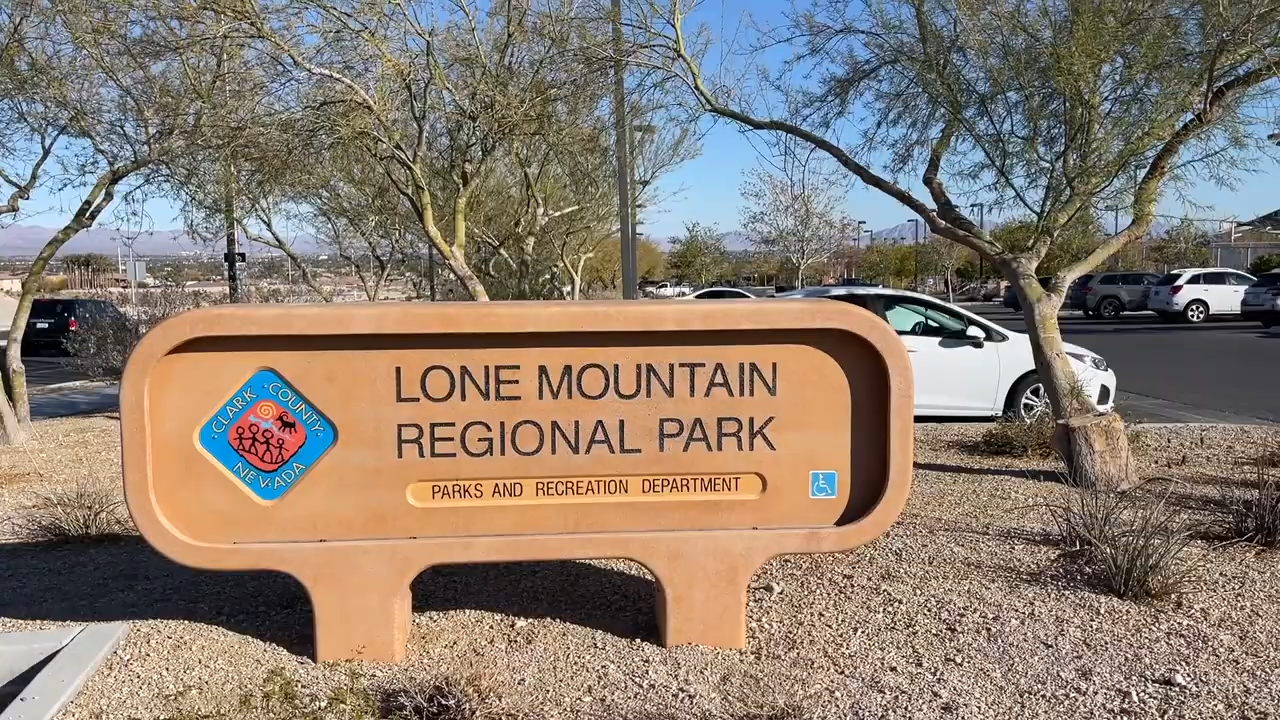 CLARK COUNTY
NEVADA
LONE MOUNTAIN
REGIONAL PARK
PARKS AND RECREATION DEPARTMENT